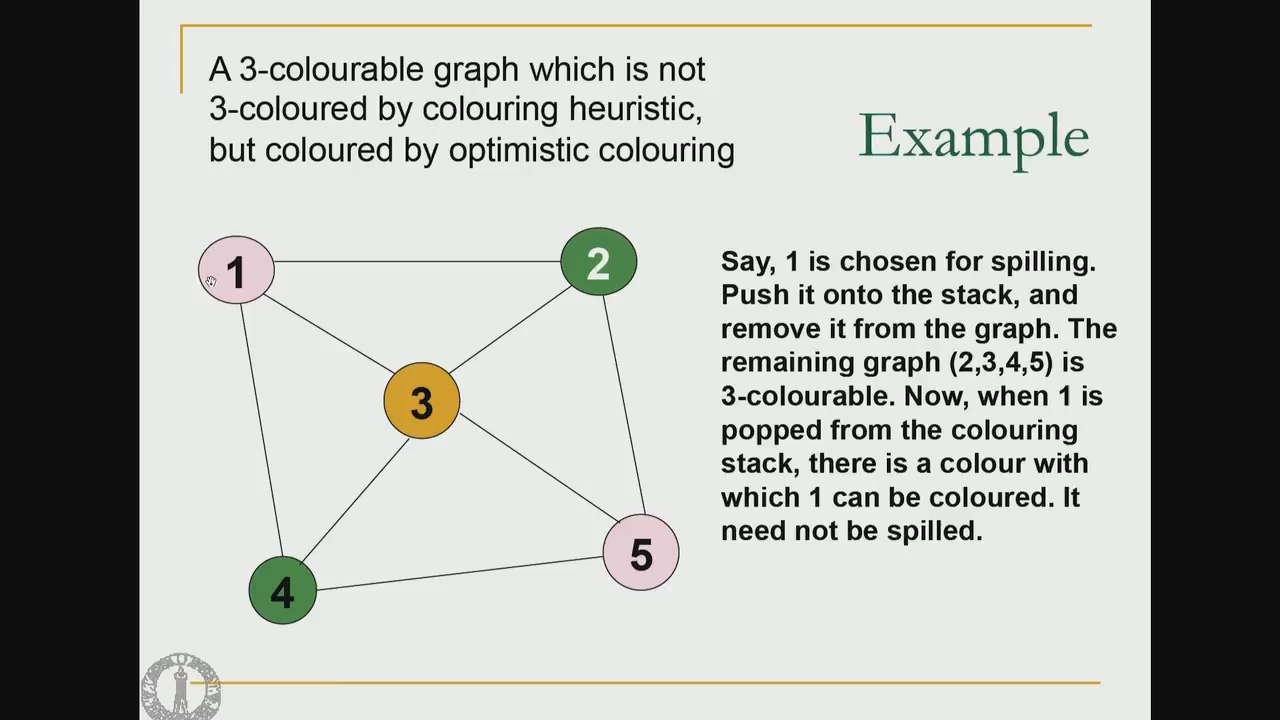 A 3-colourable graph which is not
3-coloured by colouring heuristic,
but coloured by optimistic colouring
Example
1
2
3
4
5
Say, 1 is chosen for spilling.
Push it onto the stack, and
remove it from the graph. The
remaining graph (2,3,4,5) is
3-colourable. Now, when 1 is
popped from the colouring
stack, there is a colour with
which 1 can be coloured. It
need not be spilled.